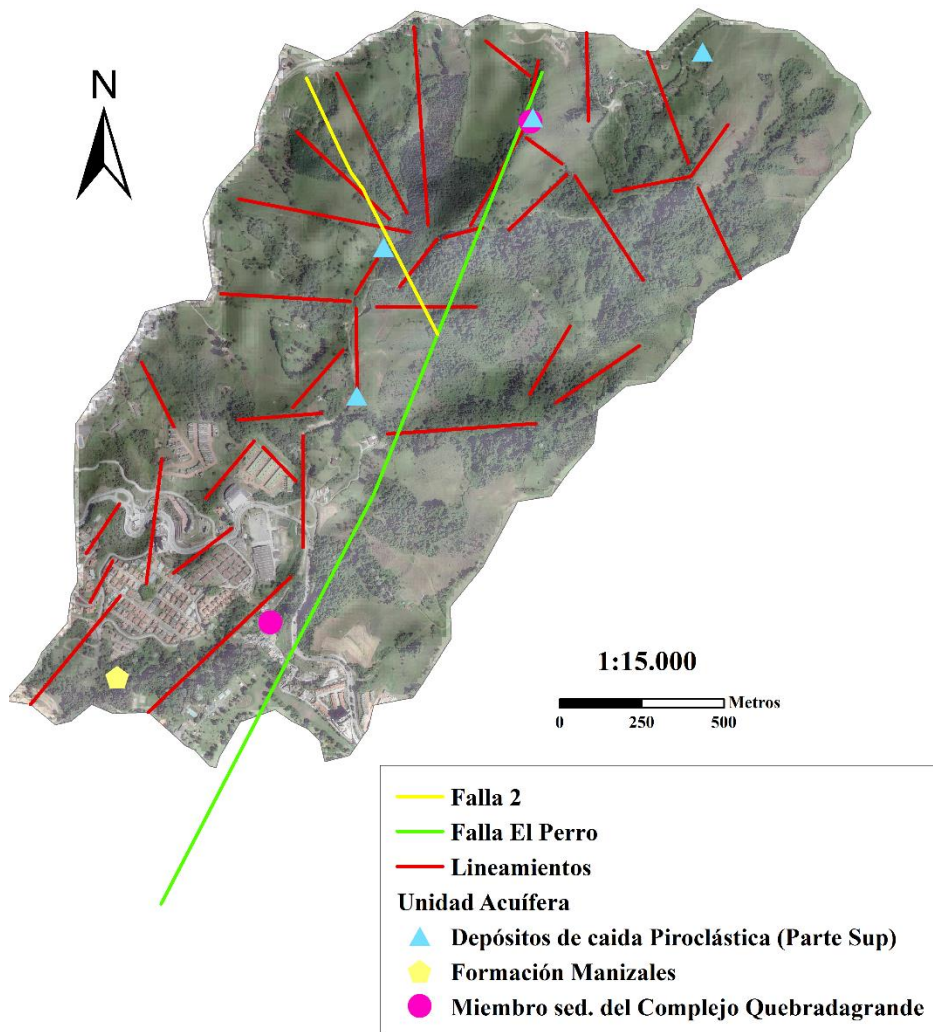 N
1:15.000
Metros
0 250 500
Falla 2
Falla El Perro
Lineamientos
Unidad Acuífera
Depósitos de caida Piroclástica (Parte Sup)
Formación Manizales
Miembro sed. del Complejo Quebradagrande